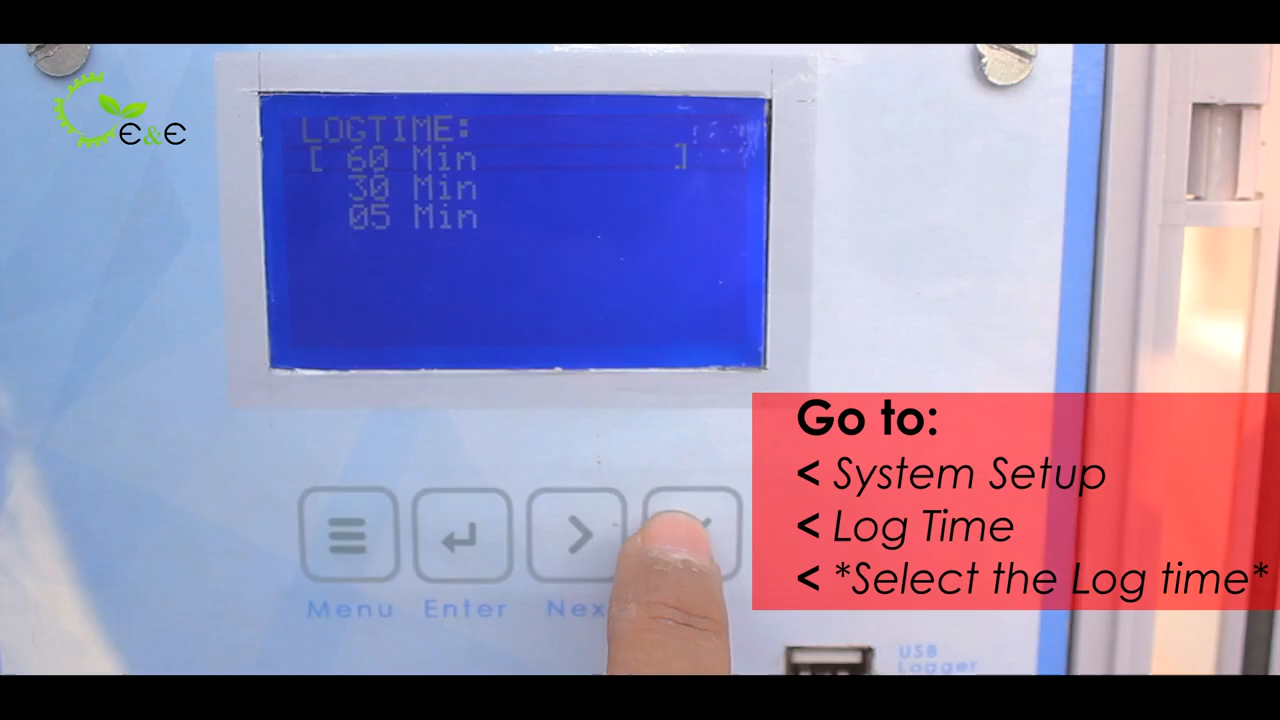 E&E
LOGTIME:
[ 60 Min ]
30 Min
05 Min
Go to:
< System Setup
< Log Time
< *Select the Log time*
Menu Enter
USB
Logger